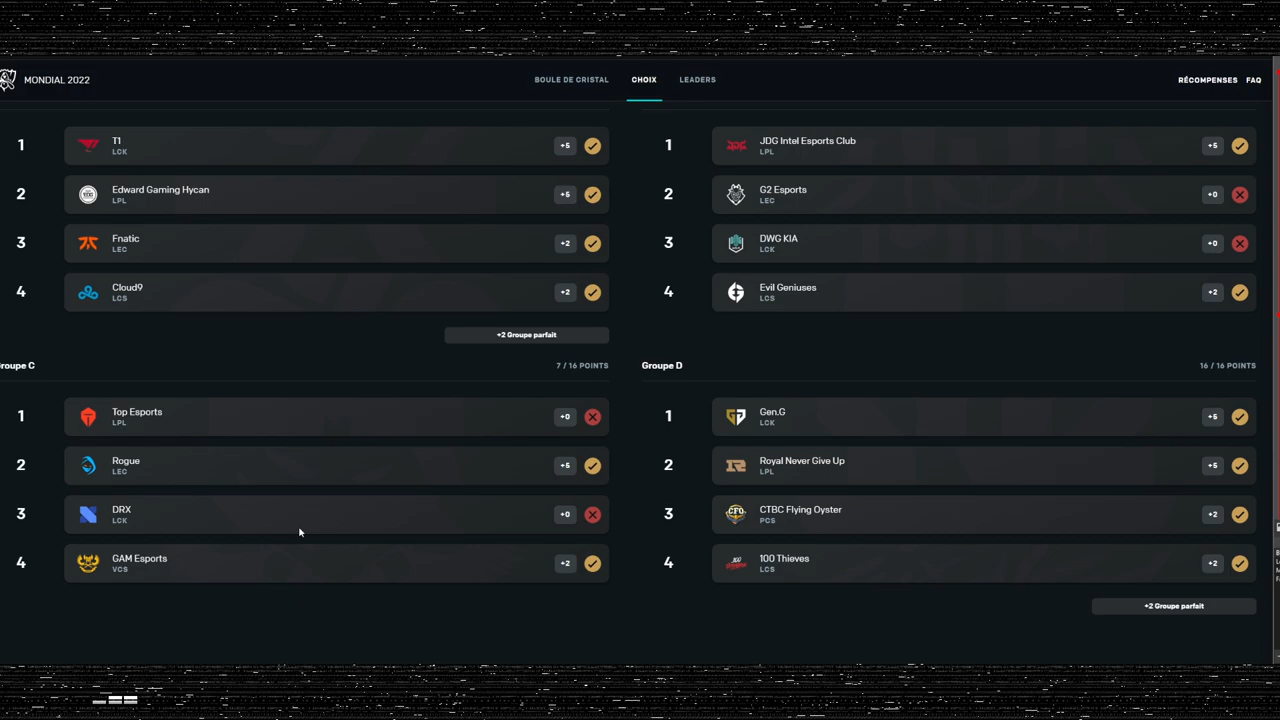 MONDIAL 2022
BOULE DE CRISTAL
CHOIX
LEADERS
RÉCOMPENSES
FAQ
1
T1
LCK
+5
2
Edward Gaming Hycan
LPL
+5
3
Fnatic
LEC
+2
4
Cloud9
LCS
+2
+2 Groupe parfait
1
JDG Intel Esports Club
LPL
+5
2
G2 Esports
LEC
+0
3
DWG KIA
LCK
+0
4
Evil Geniuses
LCS
+2
roupe C
7 / 16 POINTS
1
Top Esports
LPL
+0
2
Rogue
LEC
+5
3
DRX
LCK
+0
4
GAM Esports
VCS
+2
Groupe D
16 / 16 POINTS
1
Gen.G
LCK
+5
2
Royal Never Give Up
LPL
+5
3
CTBC Flying Oyster
PCS
+2
4
100 Thieves
LCS
+2
+2 Groupe parfait